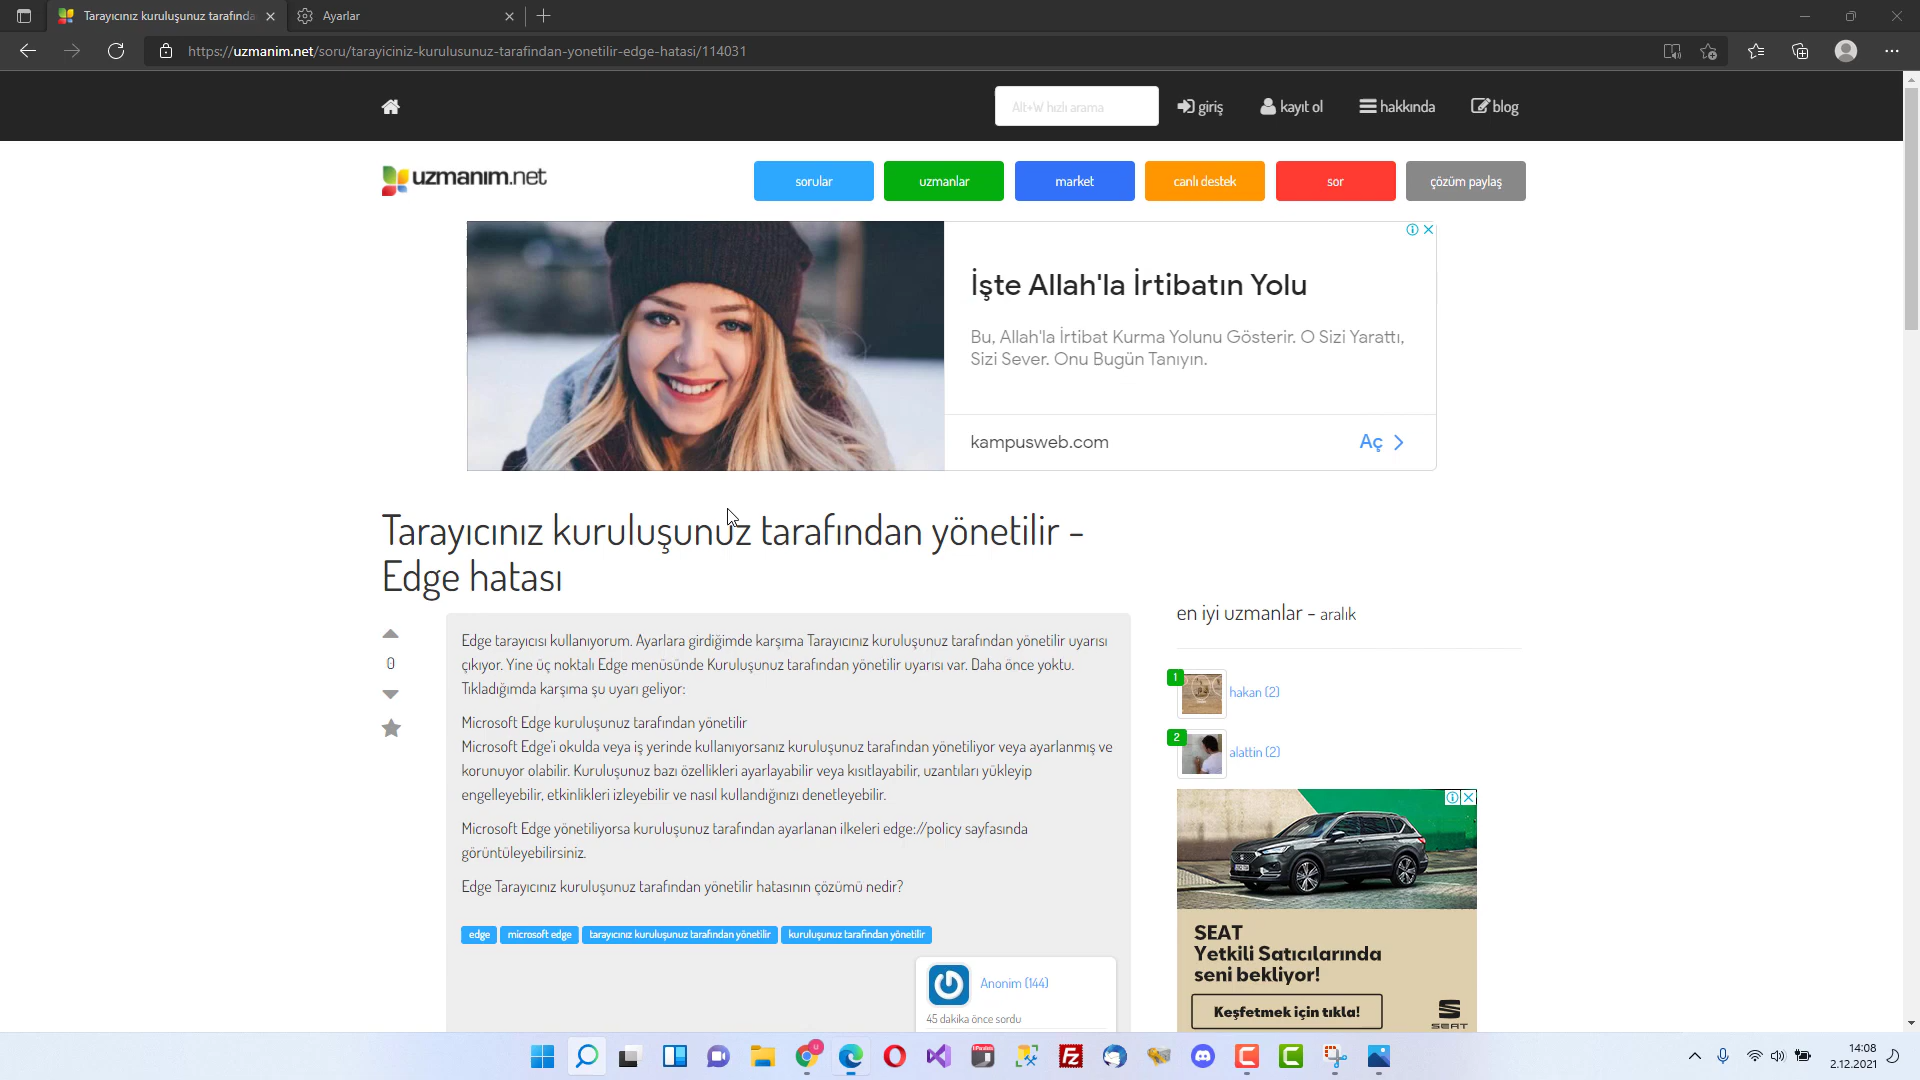 Tarayıcınız kuruluşunuz tarafında
Ayarlar
https://uzmanim.net/soru/tarayiciniz-kurulusunuz-tarafindan-yonetilir-edge-hatasi/114031
Alt+W hızlı arama
giriş
kayıt ol
hakkında
blog
uzmanım.net
sorular
uzmanlar
market
canlı destek
sor
çözüm paylaş
İşte Allah'la İrtibatın Yolu
Bu, Allah'la İrtibat Kurma Yolunu Gösterir. O Sizi Yarattı,
Sizi Sever. Onu Bugün Tanıyın.
kampusweb.com
Aç
Tarayıcınız kuruluşunuz tarafından yönetilir -
Edge hatası
0
Edge tarayıcısı kullanıyorum. Ayarlara girdiğimde karşıma Tarayıcınız kuruluşunuz tarafından yönetilir uyarısı
çıkıyor. Yine üç noktalı Edge menüsünde Kuruluşunuz tarafından yönetilir uyarısı var. Daha önce yoktu.
Tıkladığımda karşıma şu uyarı geliyor:
Microsoft Edge kuruluşunuz tarafından yönetilir
Microsoft Edge'i okulda veya iş yerinde kullanıyorsanız kuruluşunuz tarafından yönetiliyor veya ayarlanmış ve
korunuyor olabilir. Kuruluşunuz bazı özellikleri ayarlayabilir veya kısıtlayabilir, uzantıları yükleyip
engelleyebilir, etkinlikleri izleyebilir ve nasıl kullandığınızı denetleyebilir.
Microsoft Edge yönetiliyorsa kuruluşunuz tarafından ayarlanan ilkeleri edge://policy sayfasında
görüntüleyebilirsiniz.
Edge Tarayıcınız kuruluşunuz tarafından yönetilir hatasının çözümü nedir?
edge
microsoft edge
tarayıcınız kuruluşunuz tarafından yönetilir
kuruluşunuz tarafından yönetilir
Anonim (144)
45 dakika önce sordu
en iyi uzmanlar - aralık
1
hakan (2)
2
alattin (2)
SEAT
Yetkili Satıcılarında
seni bekliyor!
Keşfetmek için tıkla!
SEAT
14:08
2.12.2021